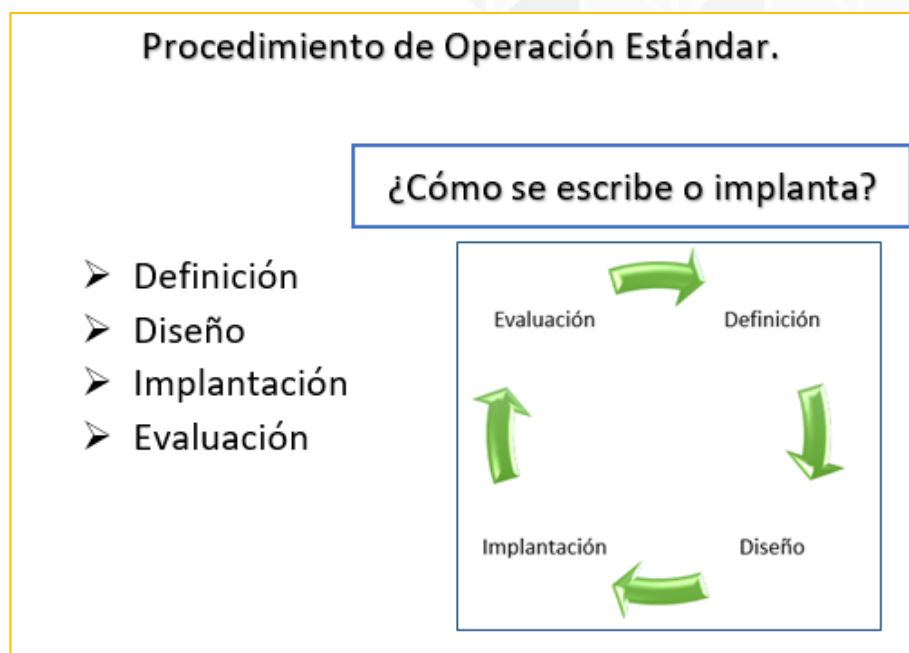 Procedimiento de Operación Estándar.
¿Cómo se escribe o implanta?
➢ Definición
➢ Diseño
➢ Implantación
➢ Evaluación
Evaluación
Definición
Implantación
Diseño